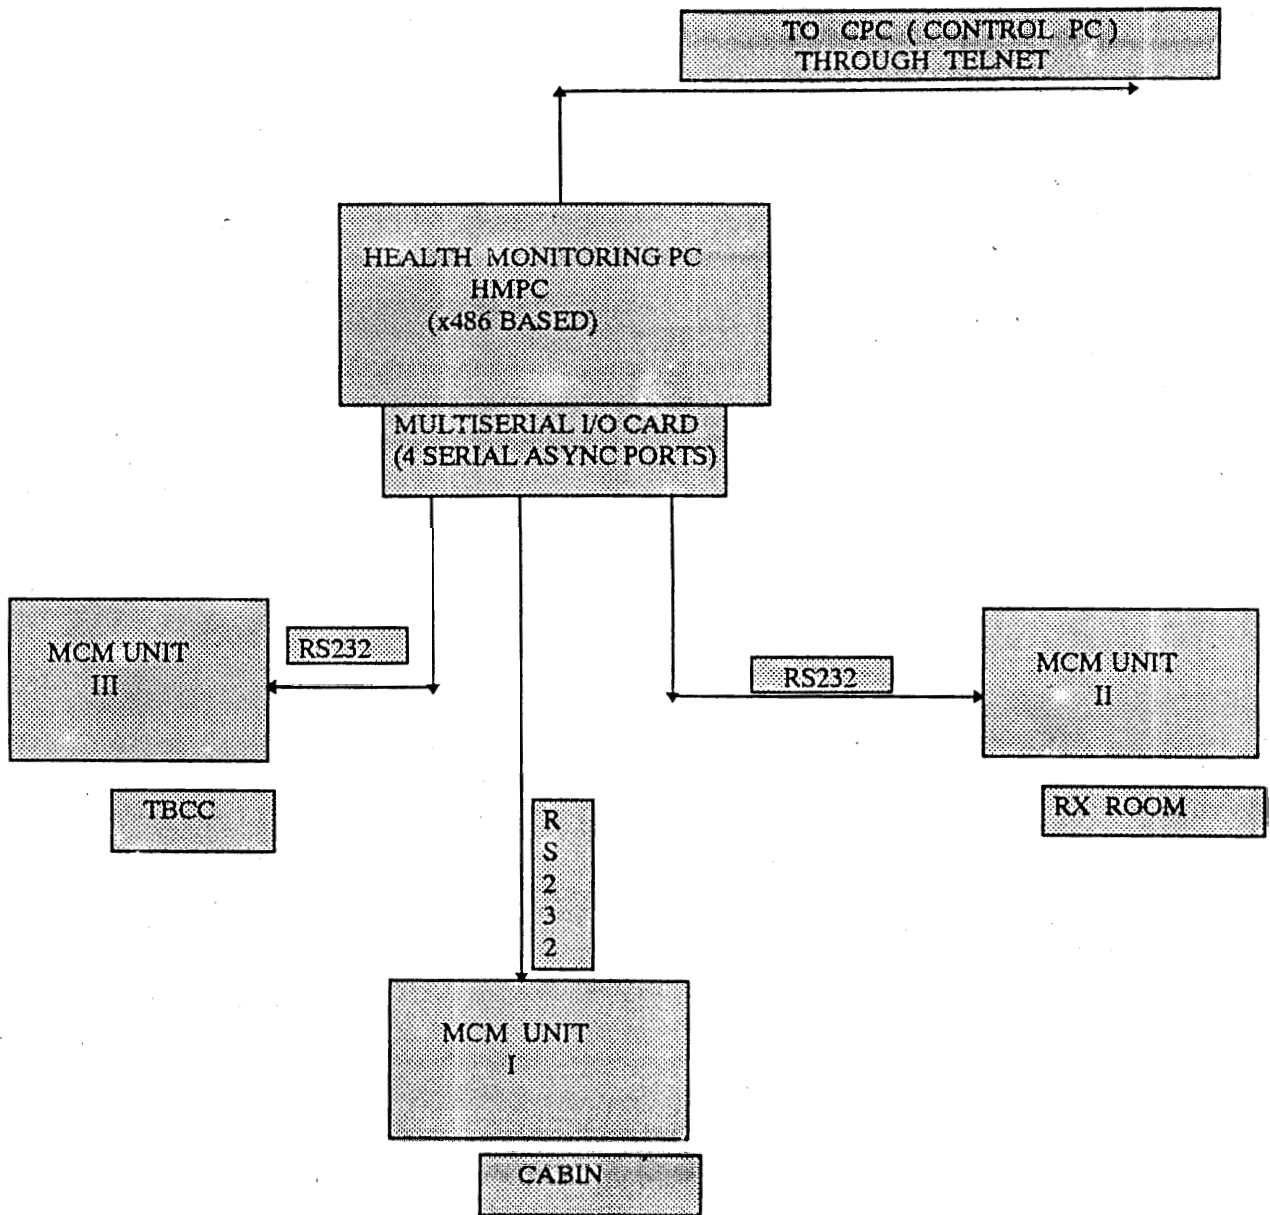 TO CPC ( CONTROL PC )
THROUGH TELNET
HEALTH MONITORING PC
HMPC
(x486 BASED)
MULTISERIAL I/O CARD
(4 SERIAL ASYNC PORTS)
MCM UNIT
III
RS232
RS232
MCM UNIT
II
TBCC
RX ROOM
R
S
2
3
2
MCM UNIT
I
CABIN